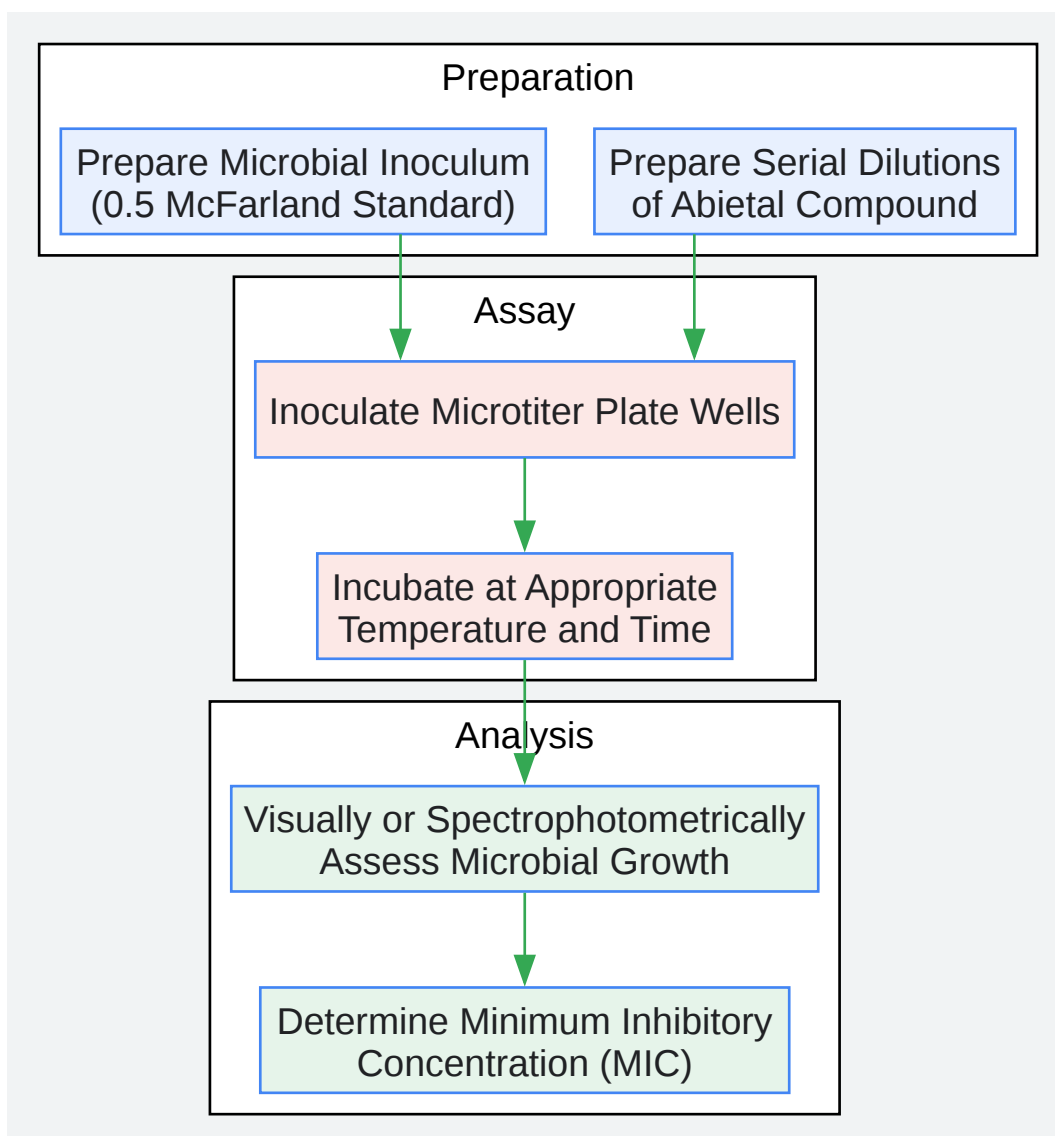 Preparation
Prepare Microbial Inoculum
(0.5 McFarland Standard)
Prepare Serial Dilutions
of Abietal Compound
Assay
Inoculate Microtiter Plate Wells
Incubate at Appropriate
Temperature and Time
Analysis
Visually or Spectrophotometrically
Assess Microbial Growth
Determine Minimum Inhibitory
Concentration (MIC)